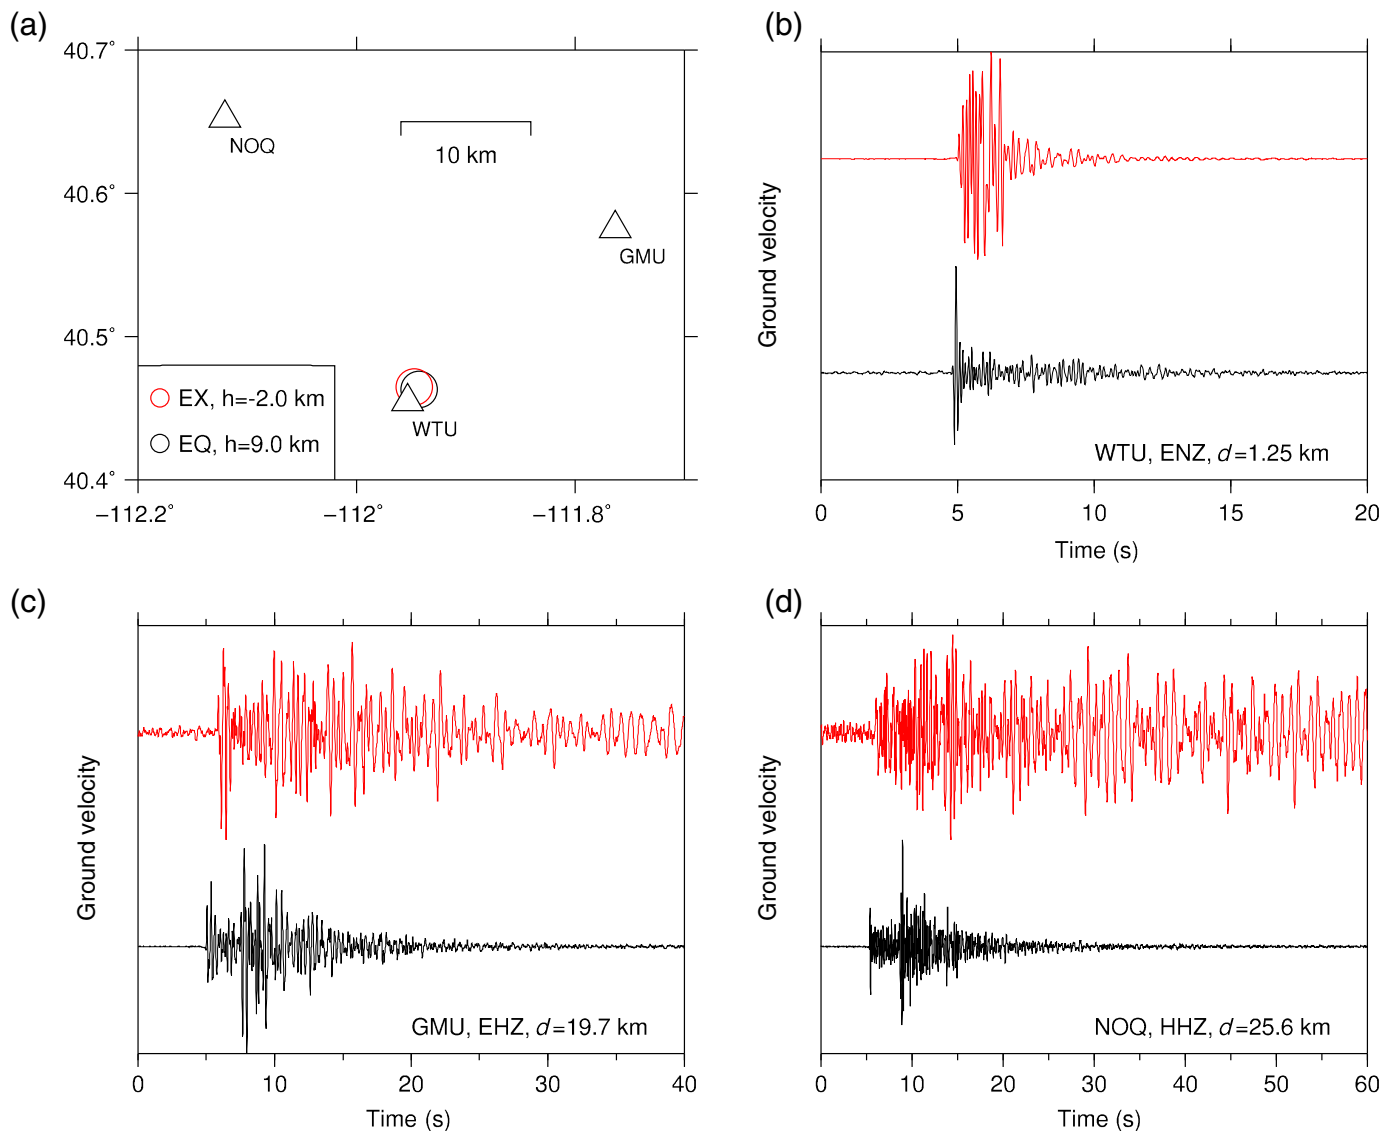 (a)
40.7°
40.6°
40.5°
40.4°
NOQ
10 km
GMU
WTU
EX, h=-2.0 km
EQ, h=9.0 km
−112.2°
−112°
−111.8°
(b)
Ground velocity
WTU, ENZ, d=1.25 km
0 5 10 15 20
Time (s)
(c)
Ground velocity
GMU, EHZ, d=19.7 km
0 10 20 30 40
Time (s)
(d)
Ground velocity
NOQ, HHZ, d=25.6 km
0 10 20 30 40 50 60
Time (s)